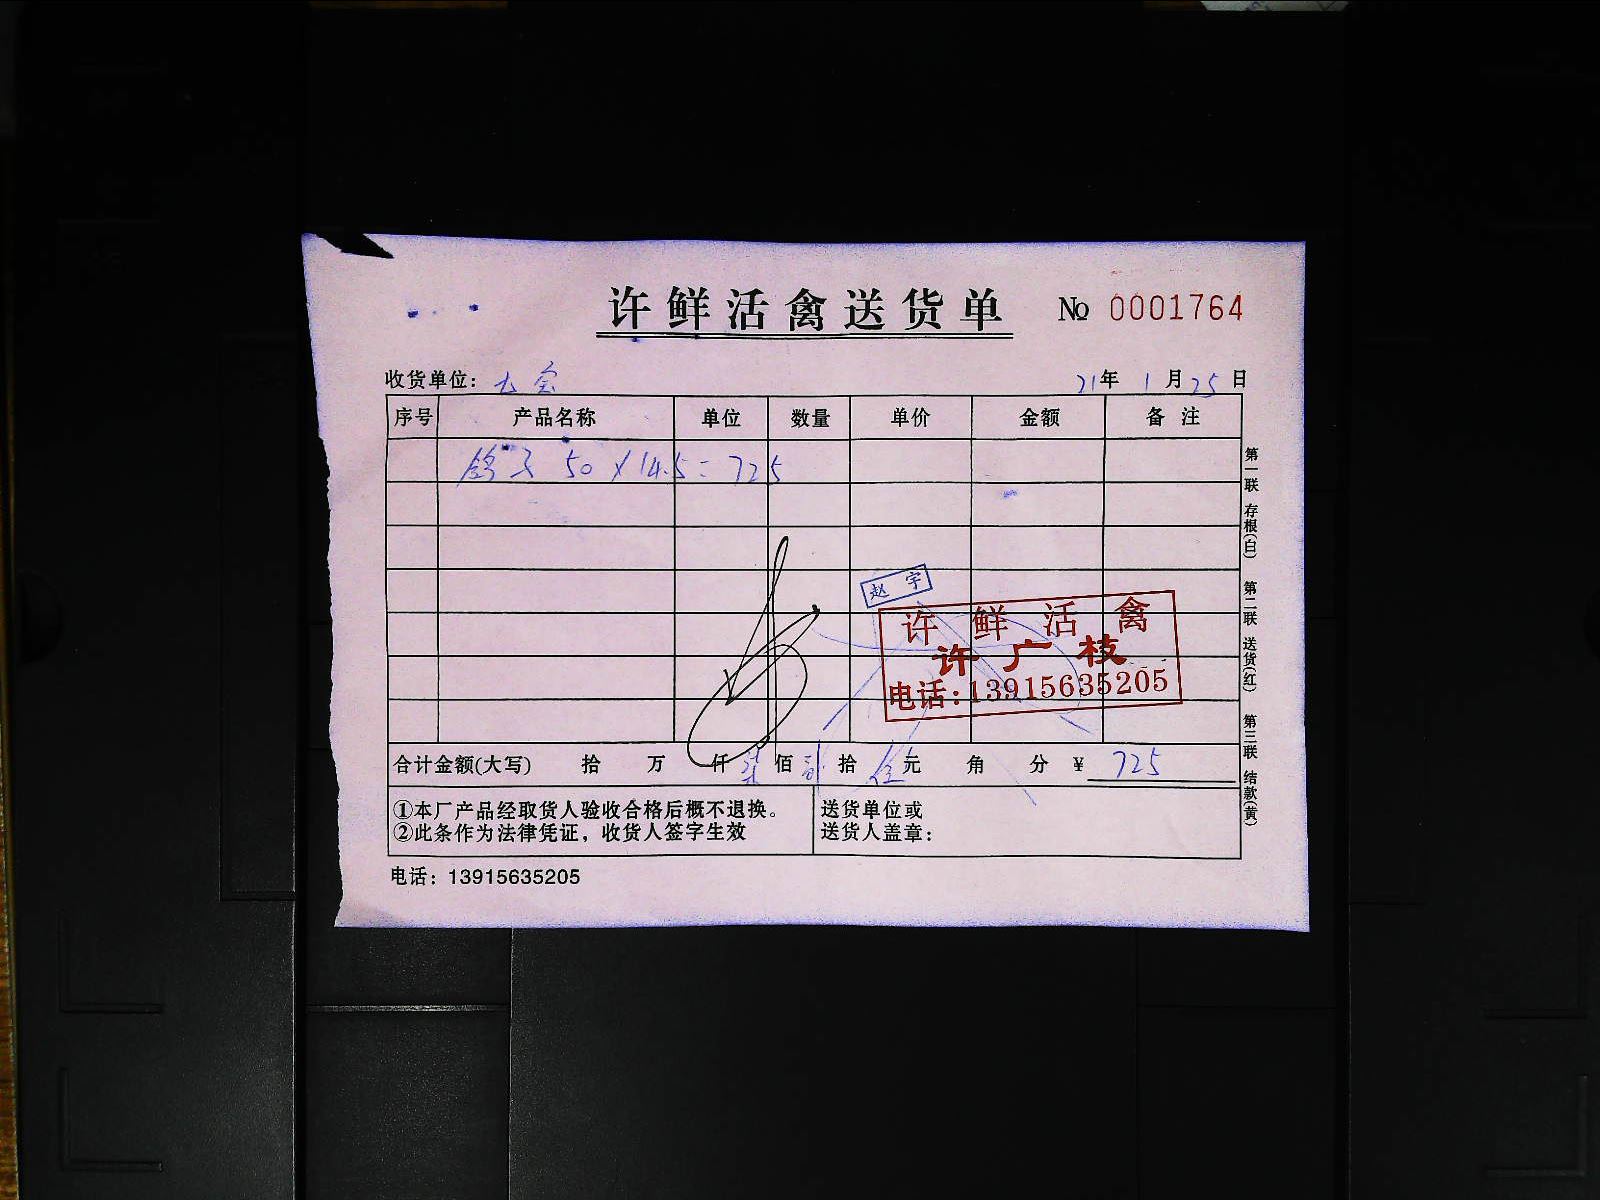 许鲜活禽送货单 № 0001764
收货单位： 21年 1月25日
序号 产品名称 单位 数量 单价 金额 备注
鸽子 50×14.5=725
赵宇
许鲜活禽
许广枝
电话:13915635205
合计金额(大写) 拾 万 仟 柒佰 贰拾 伍元 角 分 ¥ 725
①本厂产品经取货人验收合格后概不退换。
②此条作为法律凭证，收货人签字生效
送货单位或
送货人盖章：
电话：13915635205
第一联 存根(白) 第二联 送货(红) 第三联 结款(黄)